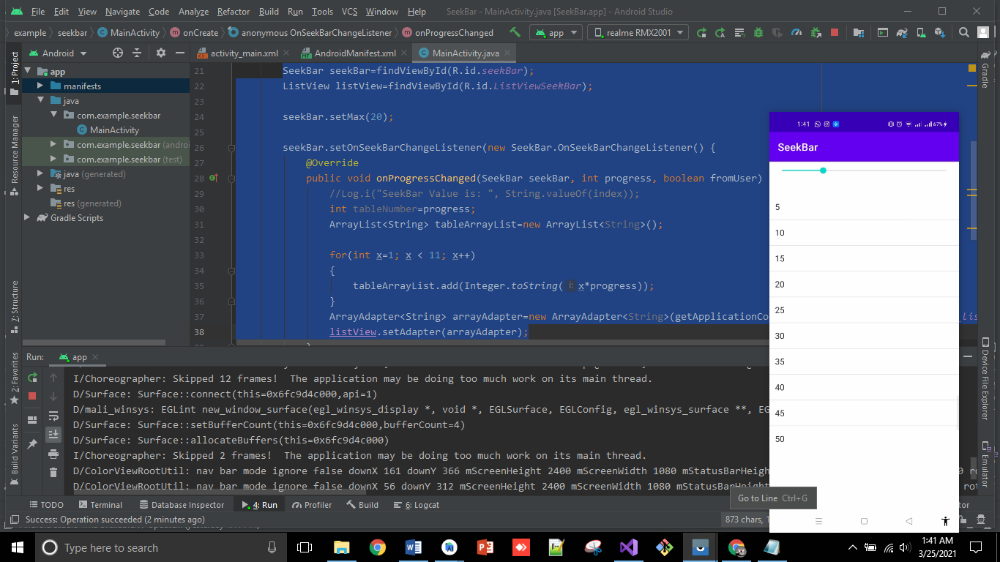 File Edit View Navigate Code Analyze Refactor Build Run Tools VCS Window Help SeekBar - MainActivity.java [SeekBar.app] - Android Studio
example seekbar MainActivity onCreate anonymous OnSeekBarChangeListener onProgressChanged app realme RMX2001
Android activity_main.xml AndroidManifest.xml MainActivity.java
1: Project
Resource Manager
7: Structure
2: Favorites
Build Variants
app
manifests
java
com.example.seekbar
MainActivity
com.example.seekbar (androi
com.example.seekbar (test)
java (generated)
res
res (generated)
Gradle Scripts
21 SeekBar seekBar=findViewById(R.id.seekBar);
22 ListView listView=findViewById(R.id.ListViewSeekBar);
23
24 seekBar.setMax(20);
25
26 seekBar.setOnSeekBarChangeListener(new SeekBar.OnSeekBarChangeListener() {
27 @Override
28 public void onProgressChanged(SeekBar seekBar, int progress, boolean fromUser)
29 //Log.i("SeekBar Value is: ", String.valueOf(index));
30 int tableNumber=progress;
31 ArrayList<String> tableArrayList=new ArrayList<String>();
32
33 for(int x=1; x < 11; x++)
34 {
35 tableArrayList.add(Integer.toString( i: x*progress));
36 }
37 ArrayAdapter<String> arrayAdapter=new ArrayAdapter<String>(getApplicationCo
38 listView.setAdapter(arrayAdapter);
Gradle
Device File Explorer
Emulator
1:41 67%
SeekBar
5
10
15
20
25
30
35
40
45
50
Run: app
I/Choreographer: Skipped 12 frames!  The application may be doing too much work on its main thread.
D/Surface: Surface::connect(this=0x6fc9d4c000,api=1)
D/mali_winsys: EGLint new_window_surface(egl_winsys_display *, void *, EGLSurface, EGLConfig, egl_winsys_surface **, EG
D/Surface: Surface::setBufferCount(this=0x6fc9d4c000,bufferCount=4)
D/Surface: Surface::allocateBuffers(this=0x6fc9d4c000)
I/Choreographer: Skipped 2 frames!  The application may be doing too much work on its main thread.
D/ColorViewRootUtil: nav bar mode ignore false downX 161 downY 366 mScreenHeight 2400 mScreenWidth 1080 mStatusBarHeigh
D/ColorViewRootUtil: nav bar mode ignore false downX 56 downY 312 mScreenHeight 2400 mScreenWidth 1080 mStatusBarHeight
Go to Line Ctrl+G
TODO Terminal Database Inspector 4: Run Profiler Build 6: Logcat
Success: Operation succeeded (2 minutes ago) 873 chars, 1
Type here to search
1:41 AM
3/25/2021